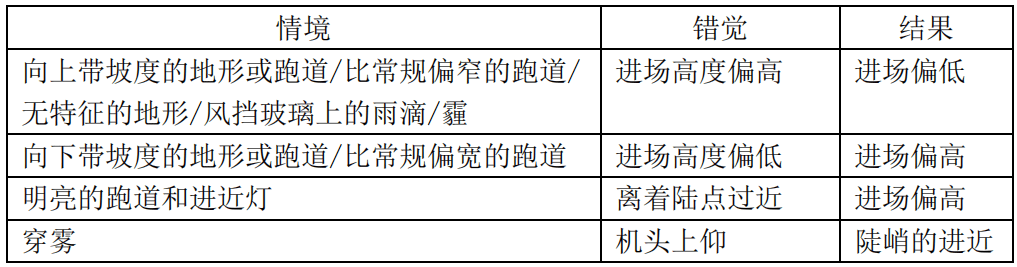 情境 错觉 结果
向上带坡度的地形或跑道/比常规偏窄的跑道/ 进场高度偏高 进场偏低
无特征的地形/风挡玻璃上的雨滴/霾
向下带坡度的地形或跑道/比常规偏宽的跑道 进场高度偏低 进场偏高
明亮的跑道和进近灯 离着陆点过近 进场偏高
穿雾 机头上仰 陡峭的进近